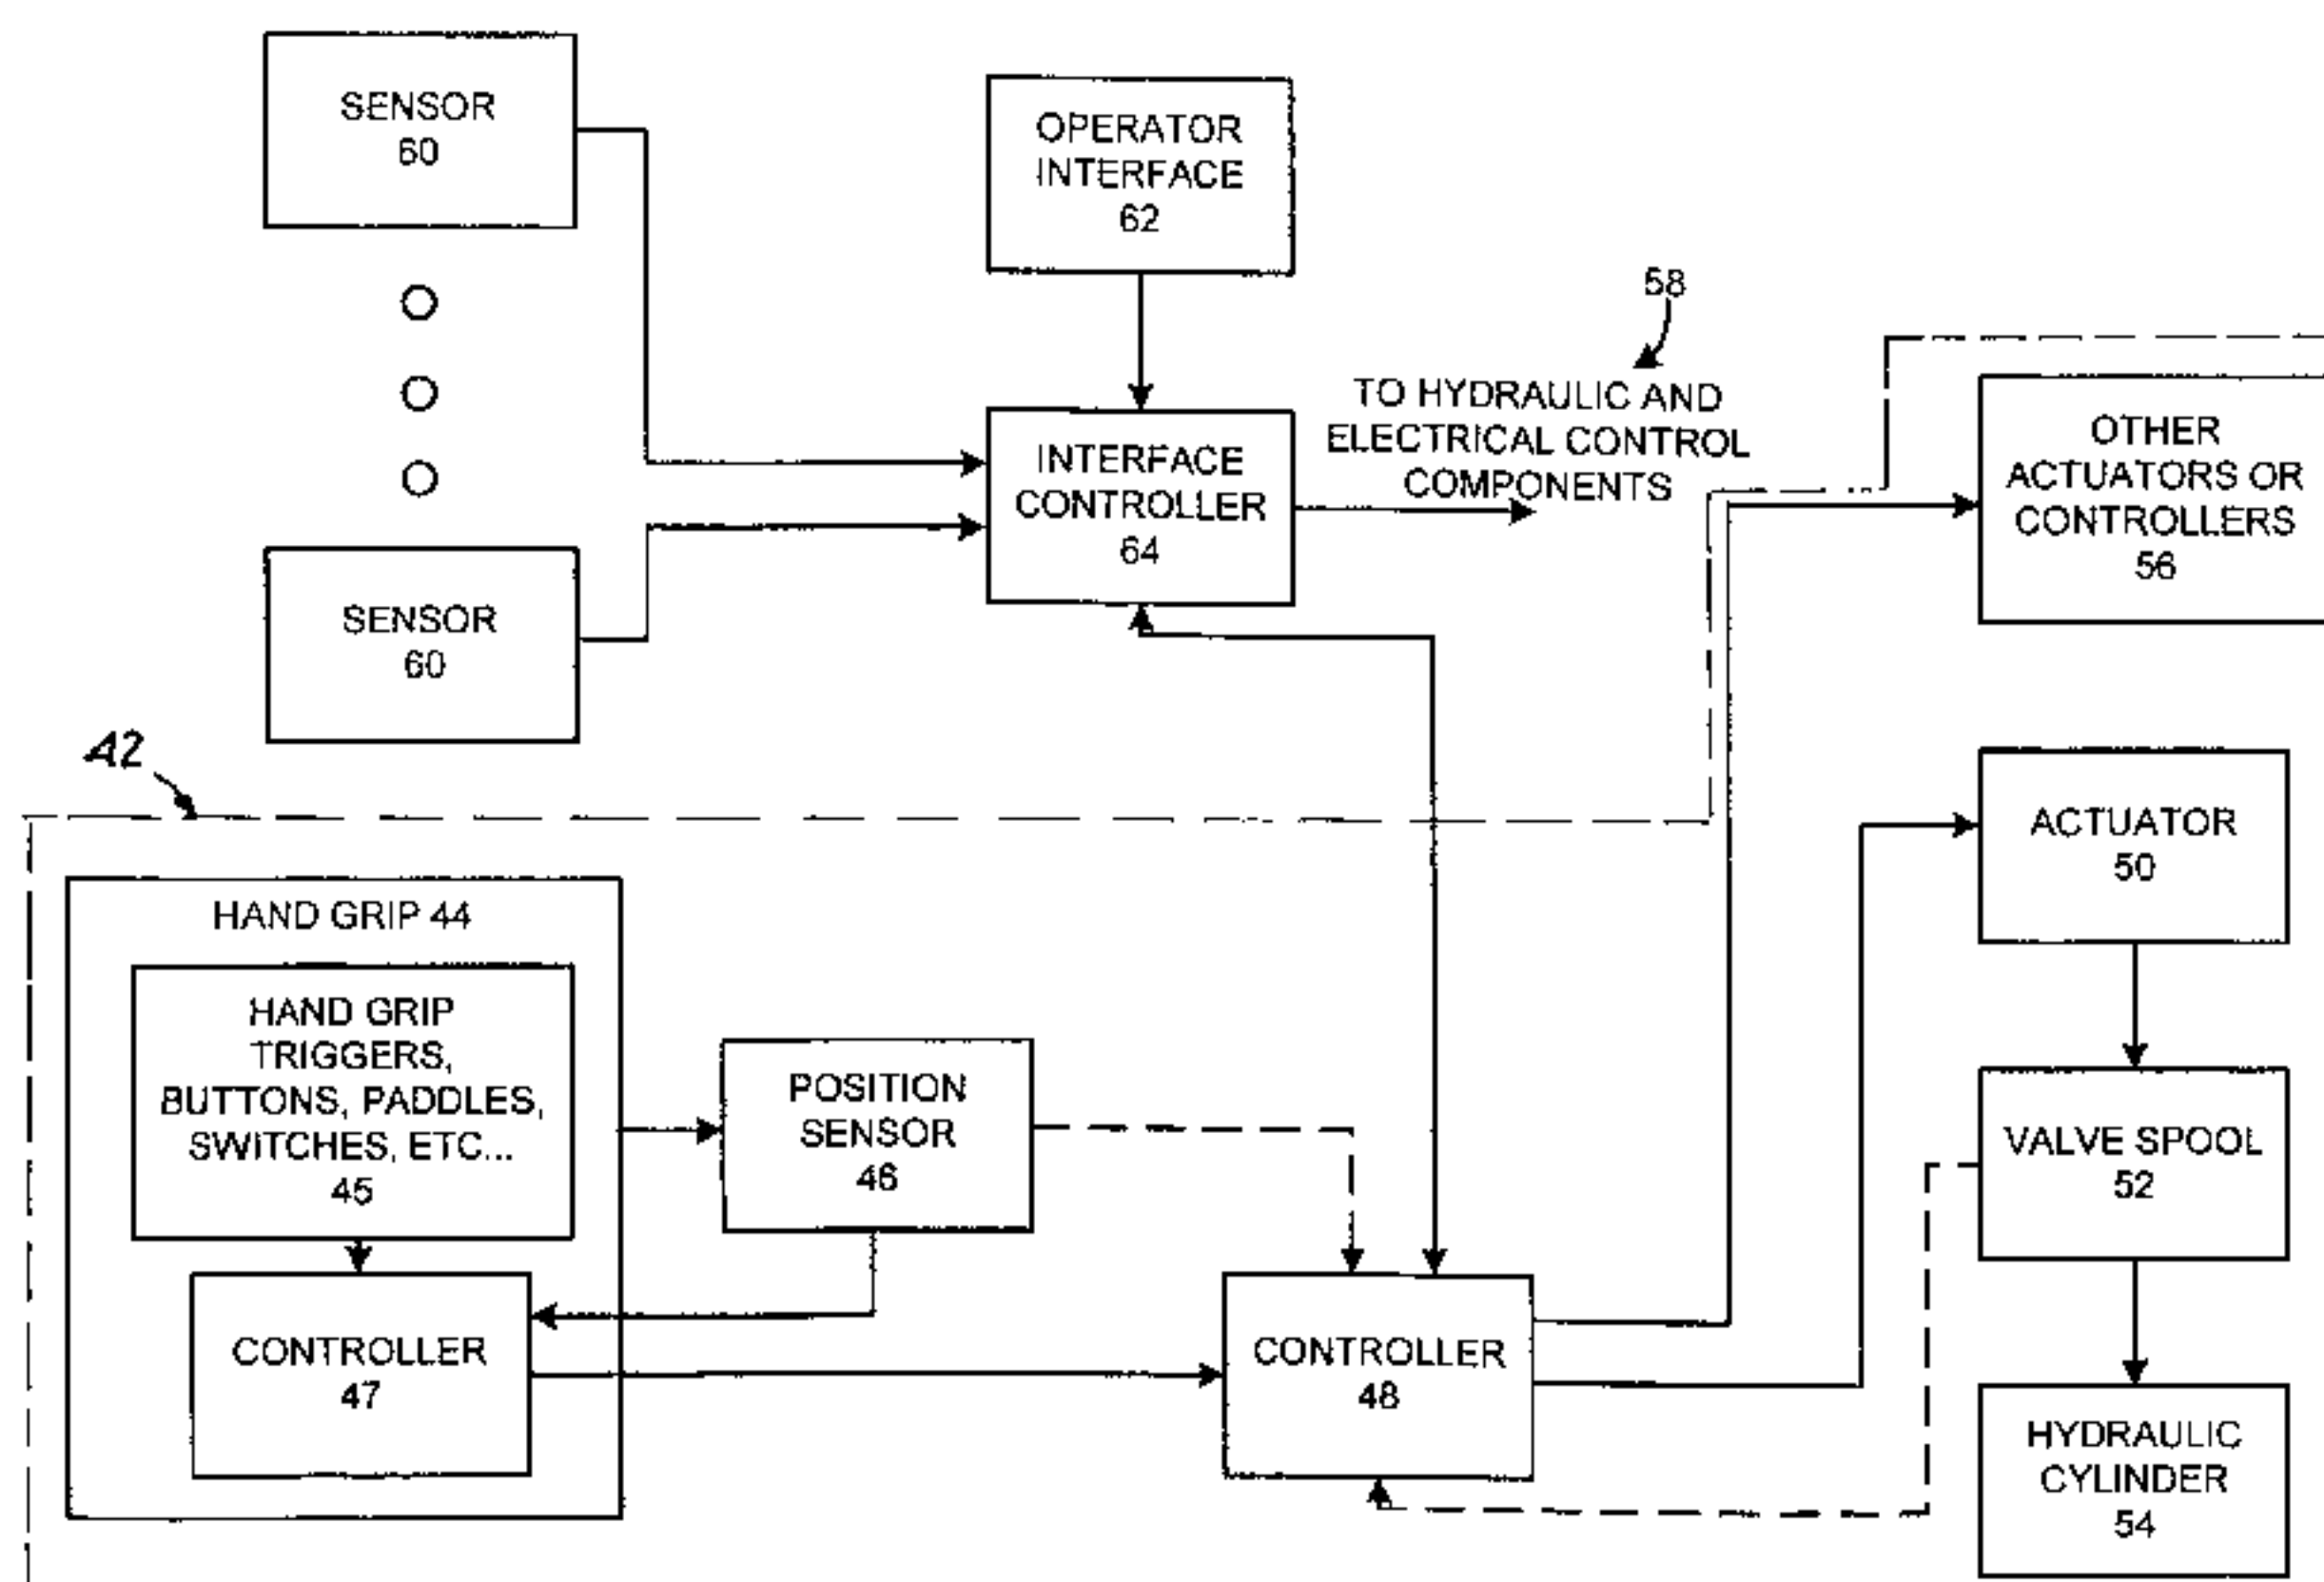 SENSOR
60
OPERATOR
INTERFACE
62
58
TO HYDRAULIC AND
ELECTRICAL CONTROL
COMPONENTS
INTERFACE
CONTROLLER
64
OTHER
ACTUATORS OR
CONTROLLERS
56
SENSOR
60
42
ACTUATOR
50
HAND GRIP 44
HAND GRIP
TRIGGERS,
BUTTONS, PADDLES,
SWITCHES, ETC...
45
POSITION
SENSOR
46
VALVE SPOOL
52
CONTROLLER
47
CONTROLLER
48
HYDRAULIC
CYLINDER
54